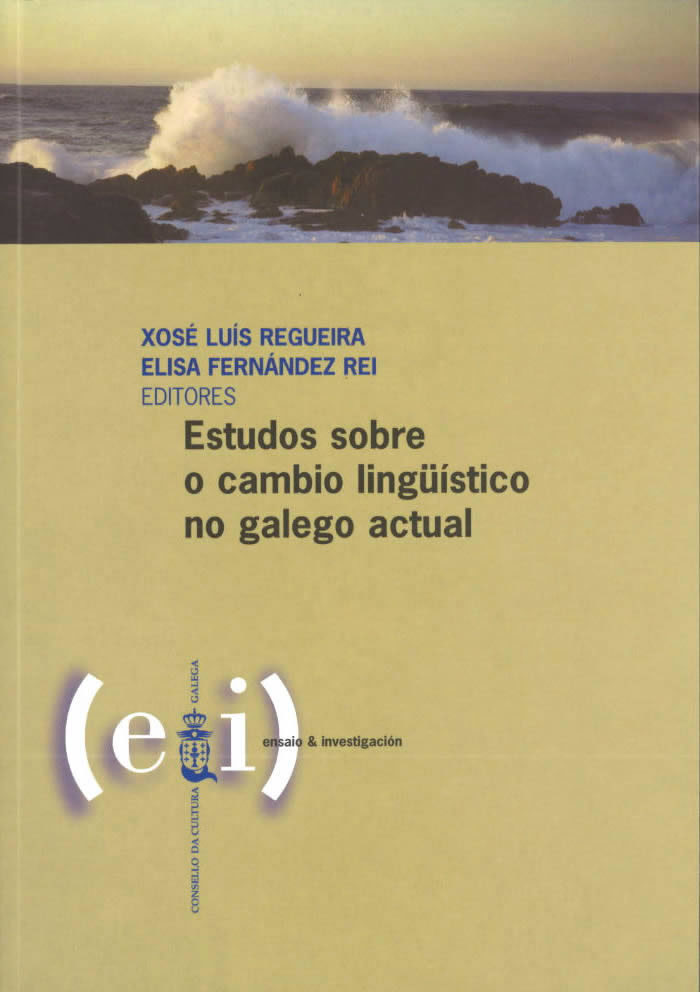 XOSÉ LUÍS REGUEIRA
ELISA FERNÁNDEZ REI
EDITORES
Estudos sobre
o cambio lingüístico
no galego actual
(e i)
ensaio & investigación
CONSELLO DA CULTURA GALEGA